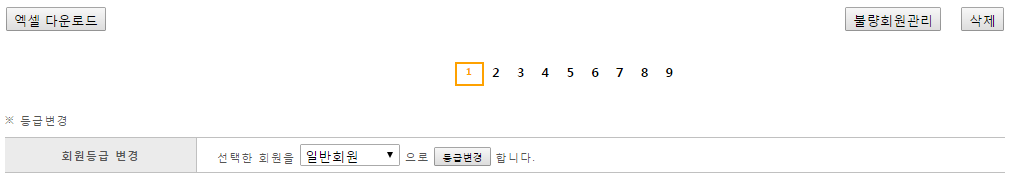 엑셀 다운로드 불량회원관리 삭제
1 2 3 4 5 6 7 8 9
※ 등급변경
회원등급 변경 선택한 회원을 일반회원 ▼ 으로 등급변경 합니다.